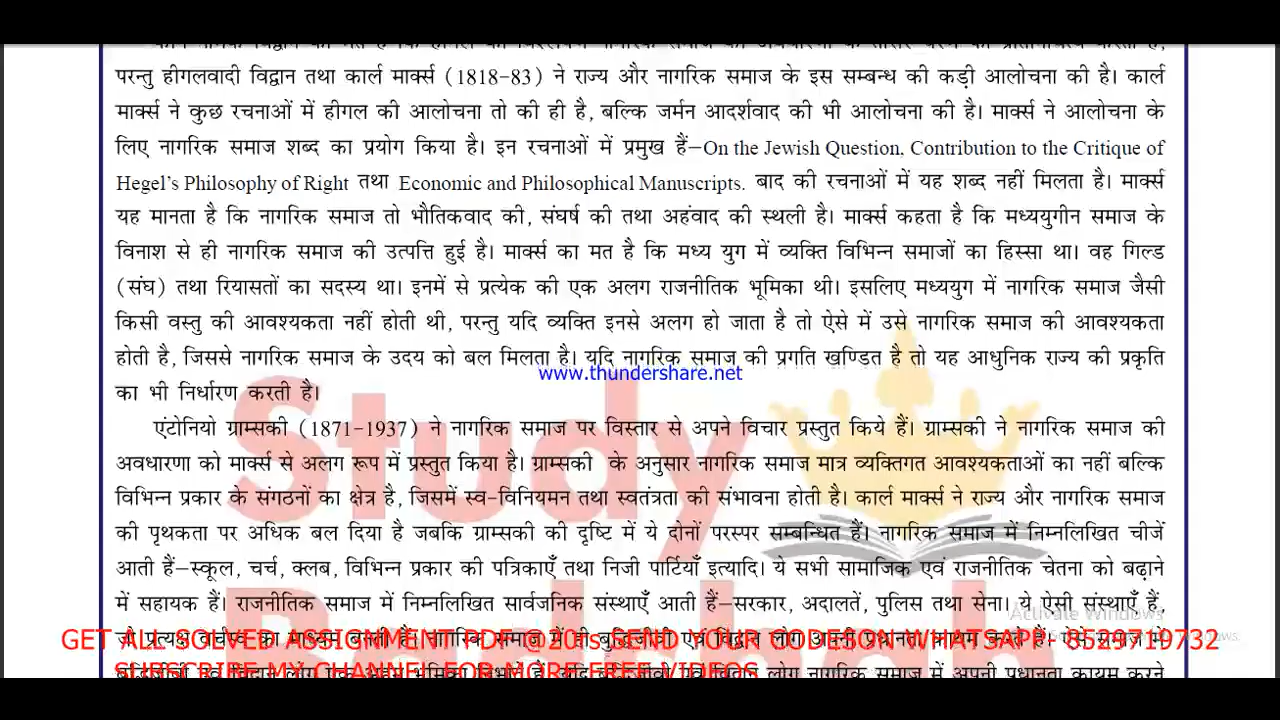 परन्तु हीगलवादी विद्वान तथा कार्ल मार्क्स (1818-83) ने राज्य और नागरिक समाज के इस सम्बन्ध की कड़ी आलोचना की है। कार्ल
मार्क्स ने कुछ रचनाओं में हीगल की आलोचना तो की ही है, बल्कि जर्मन आदर्शवाद की भी आलोचना की है। मार्क्स ने आलोचना के
लिए नागरिक समाज शब्द का प्रयोग किया है। इन रचनाओं में प्रमुख हैं—On the Jewish Question, Contribution to the Critique of
Hegel's Philosophy of Right तथा Economic and Philosophical Manuscripts. बाद की रचनाओं में यह शब्द नहीं मिलता है। मार्क्स
यह मानता है कि नागरिक समाज तो भौतिकवाद की, संघर्ष की तथा अहंवाद की स्थली है। मार्क्स कहता है कि मध्ययुगीन समाज के
विनाश से ही नागरिक समाज की उत्पत्ति हुई है। मार्क्स का मत है कि मध्य युग में व्यक्ति विभिन्न समाजों का हिस्सा था। वह गिल्ड
(संघ) तथा रियासतों का सदस्य था। इनमें से प्रत्येक की एक अलग राजनीतिक भूमिका थी। इसलिए मध्ययुग में नागरिक समाज जैसी
किसी वस्तु की आवश्यकता नहीं होती थी, परन्तु यदि व्यक्ति इनसे अलग हो जाता है तो ऐसे में उसे नागरिक समाज की आवश्यकता
होती है, जिससे नागरिक समाज के उदय को बल मिलता है। यदि नागरिक समाज की प्रगति खण्डित है तो यह आधुनिक राज्य की प्रकृति
www.thundershare.net
का भी निर्धारण करती है।
एंटोनियो ग्राम्सकी (1871-1937) ने नागरिक समाज पर विस्तार से अपने विचार प्रस्तुत किये हैं। ग्राम्सकी ने नागरिक समाज की
अवधारणा को मार्क्स से अलग रूप में प्रस्तुत किया है। ग्राम्सकी के अनुसार नागरिक समाज मात्र व्यक्तिगत आवश्यकताओं का नहीं बल्कि
विभिन्न प्रकार के संगठनों का क्षेत्र है, जिसमें स्व-विनियमन तथा स्वतंत्रता की संभावना होती है। कार्ल मार्क्स ने राज्य और नागरिक समाज
की पृथकता पर अधिक बल दिया है जबकि ग्राम्सकी की दृष्टि में ये दोनों परस्पर सम्बन्धित हैं। नागरिक समाज में निम्नलिखित चीजें
आती हैं—स्कूल, चर्च, क्लब, विभिन्न प्रकार की पत्रिकाएँ तथा निजी पार्टियाँ इत्यादि। ये सभी सामाजिक एवं राजनीतिक चेतना को बढ़ाने
में सहायक हैं। राजनीतिक समाज में निम्नलिखित सार्वजनिक संस्थाएँ आती हैं—सरकार, अदालतें, पुलिस तथा सेना। ये ऐसी संस्थाएँ हैं,
Study
Activate Windows
GET ALL SOLVED ASSIGNMENT PDF @20rs SEND YOUR CODESON WHATSAPP 8529719732
SUBSCRIBE MY CHANNEL FOR MORE FREE VIDEOS